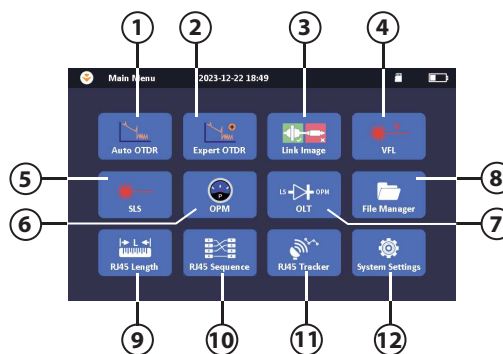 1 2 3 4
Main Menu 2023-12-22 18:49
Auto OTDR Expert OTDR Link Image VFL
5 8
SLS OPM LS OPM OLT File Manager
6 7
L
P
RJ45 Length RJ45 Sequence RJ45 Tracker System Settings
9 10 11 12